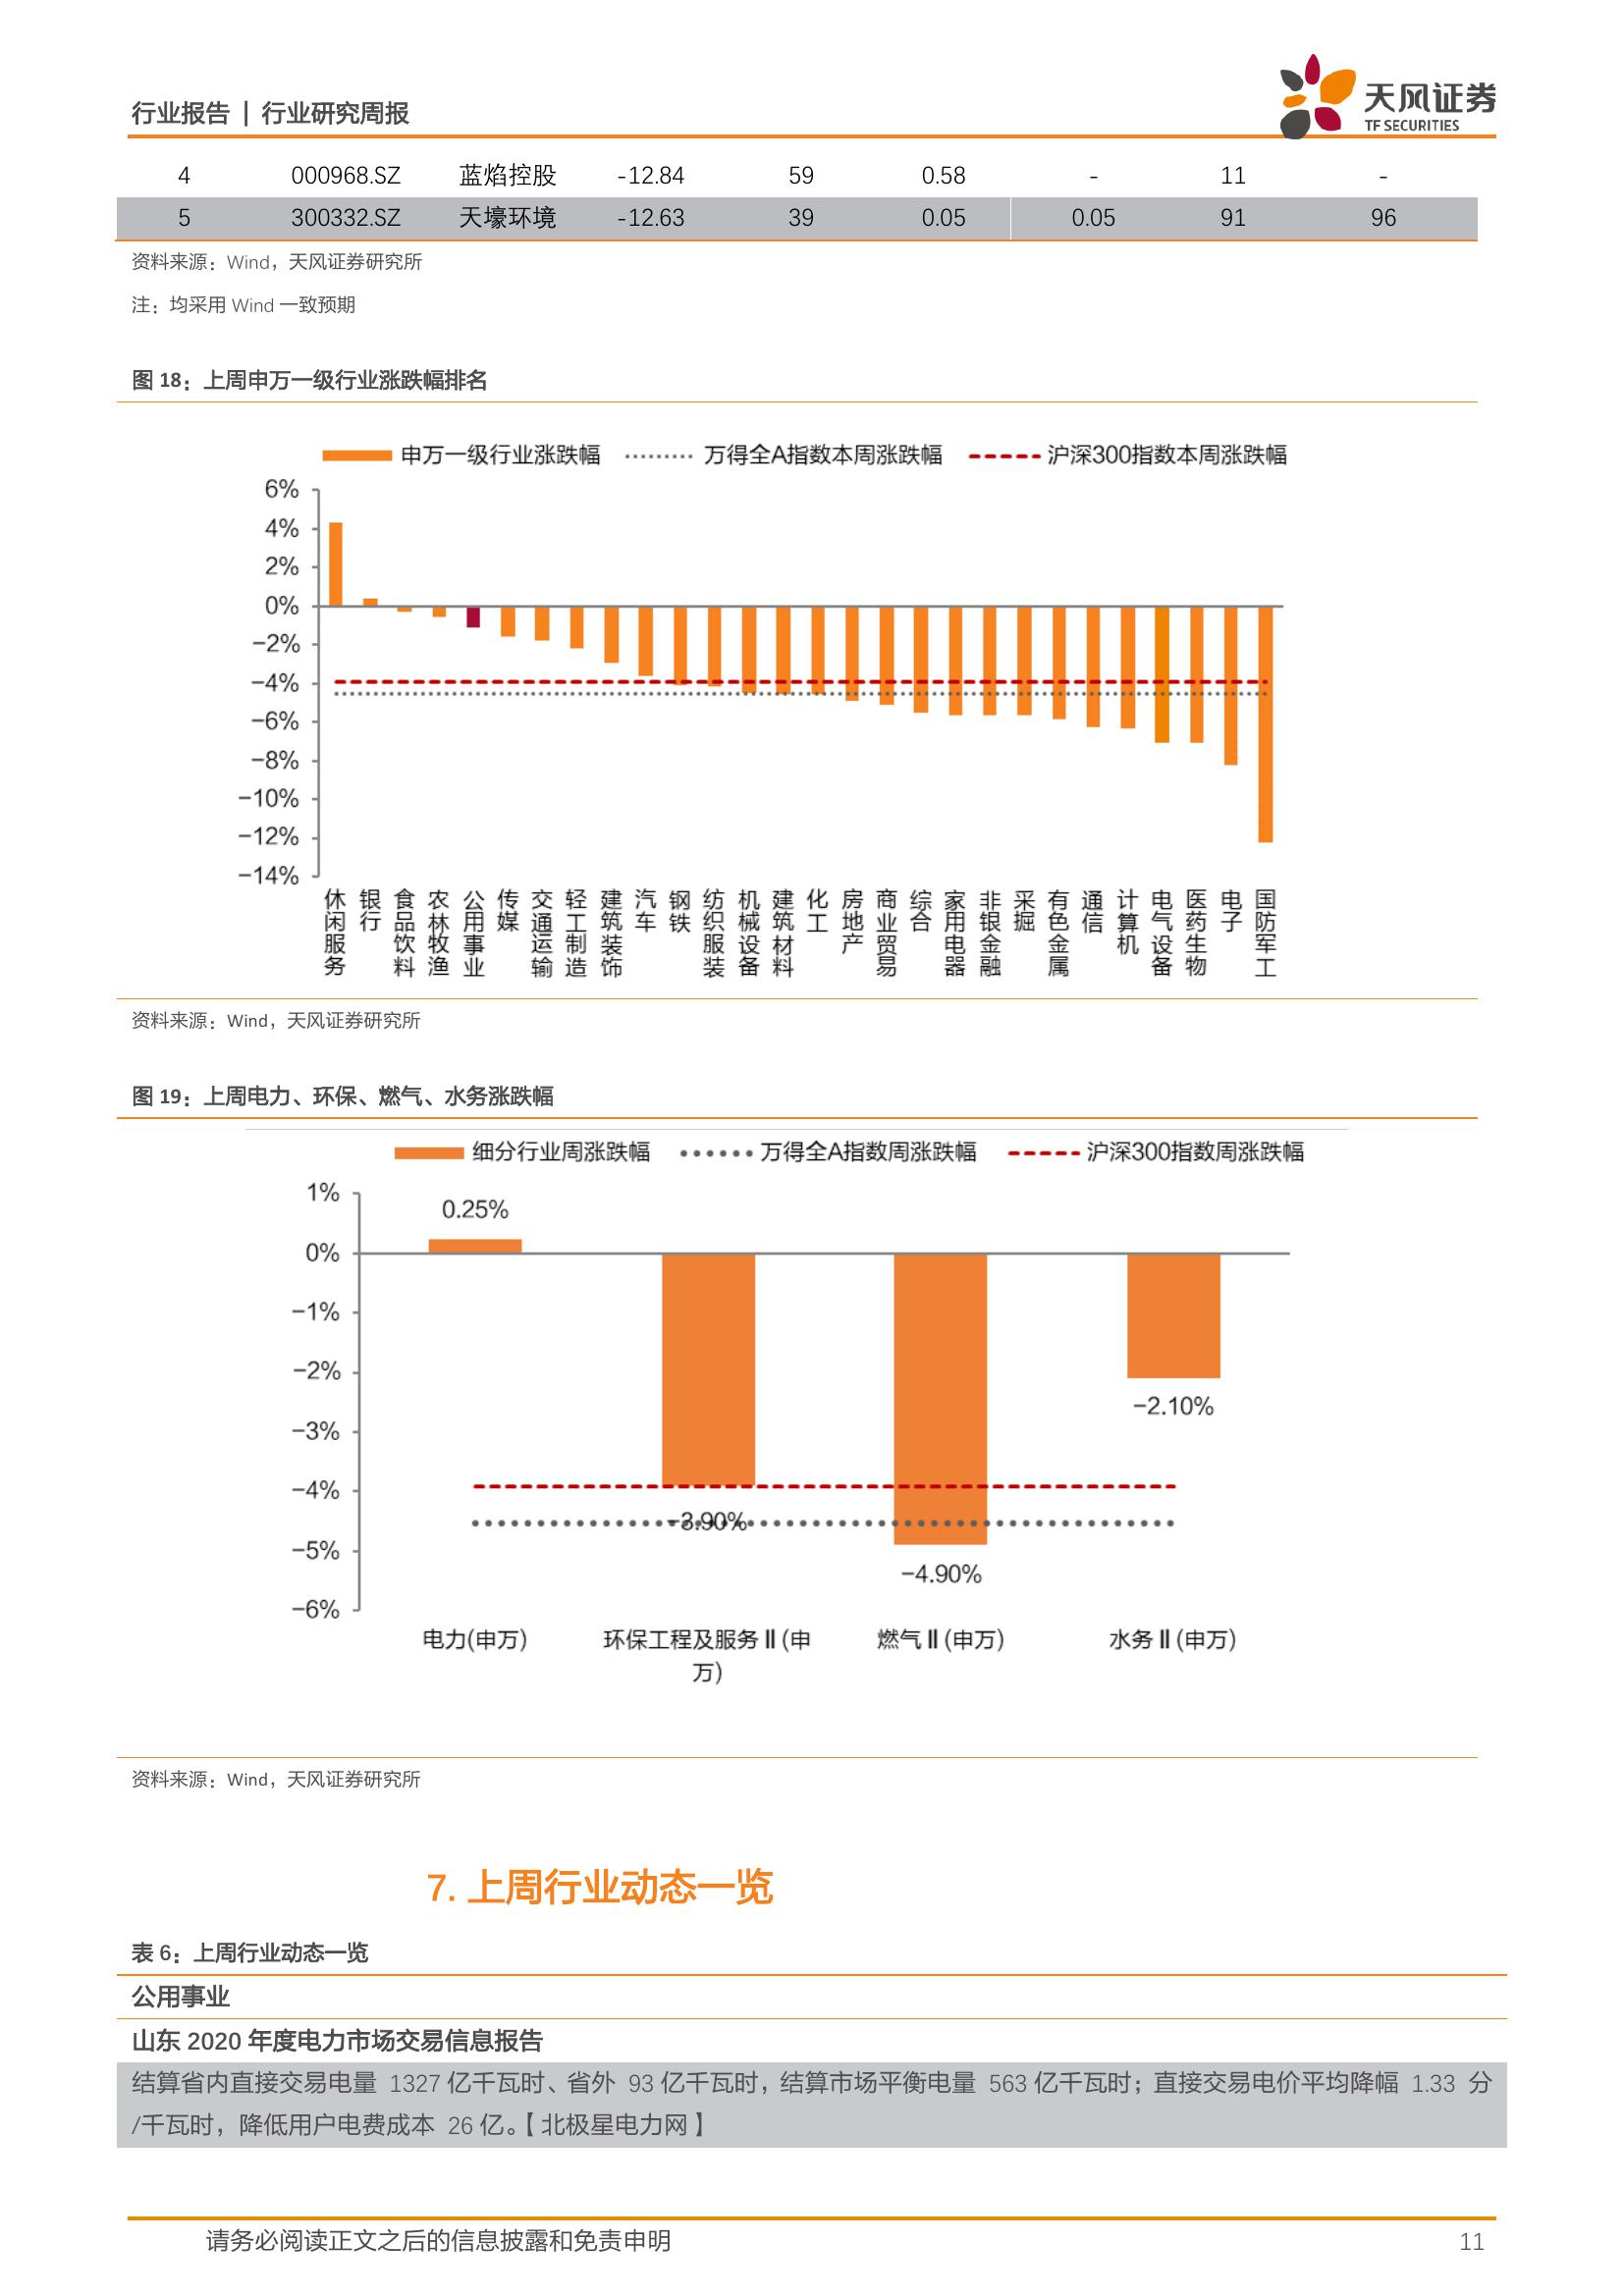 行业报告 | 行业研究周报
天风证券
TF SECURITIES
4 000968.SZ 蓝焰控股 -12.84 59 0.58 - 11 -
5 300332.SZ 天壕环境 -12.63 39 0.05 0.05 91 96
资料来源：Wind，天风证券研究所
注：均采用 Wind 一致预期
图 18：上周申万一级行业涨跌幅排名
申万一级行业涨跌幅 万得全A指数本周涨跌幅 沪深300指数本周涨跌幅
6%
4%
2%
0%
−2%
−4%
−6%
−8%
−10%
−12%
−14%
休闲服务 银行 食品饮料 农林牧渔 公用事业 传媒 交通运输 轻工制造 建筑装饰 汽车 钢铁 纺织服装 机械设备 建筑材料 化工 房地产 商业贸易 综合 家用电器 非银金融 采掘 有色金属 通信 计算机 电气设备 医药生物 电子 国防军工
资料来源：Wind，天风证券研究所
图 19：上周电力、环保、燃气、水务涨跌幅
细分行业周涨跌幅 万得全A指数周涨跌幅 沪深300指数周涨跌幅
1%
0.25%
0%
−1%
−2%
−2.10%
−3%
−4%
−3.90%
−5%
−4.90%
−6%
电力(申万) 环保工程及服务Ⅱ(申 燃气Ⅱ(申万) 水务Ⅱ(申万)
万)
资料来源：Wind，天风证券研究所
7. 上周行业动态一览
表 6：上周行业动态一览
公用事业
山东 2020 年度电力市场交易信息报告
结算省内直接交易电量 1327 亿千瓦时、省外 93 亿千瓦时，结算市场平衡电量 563 亿千瓦时；直接交易电价平均降幅 1.33 分
/千瓦时，降低用户电费成本 26 亿。【北极星电力网】
请务必阅读正文之后的信息披露和免责申明 11